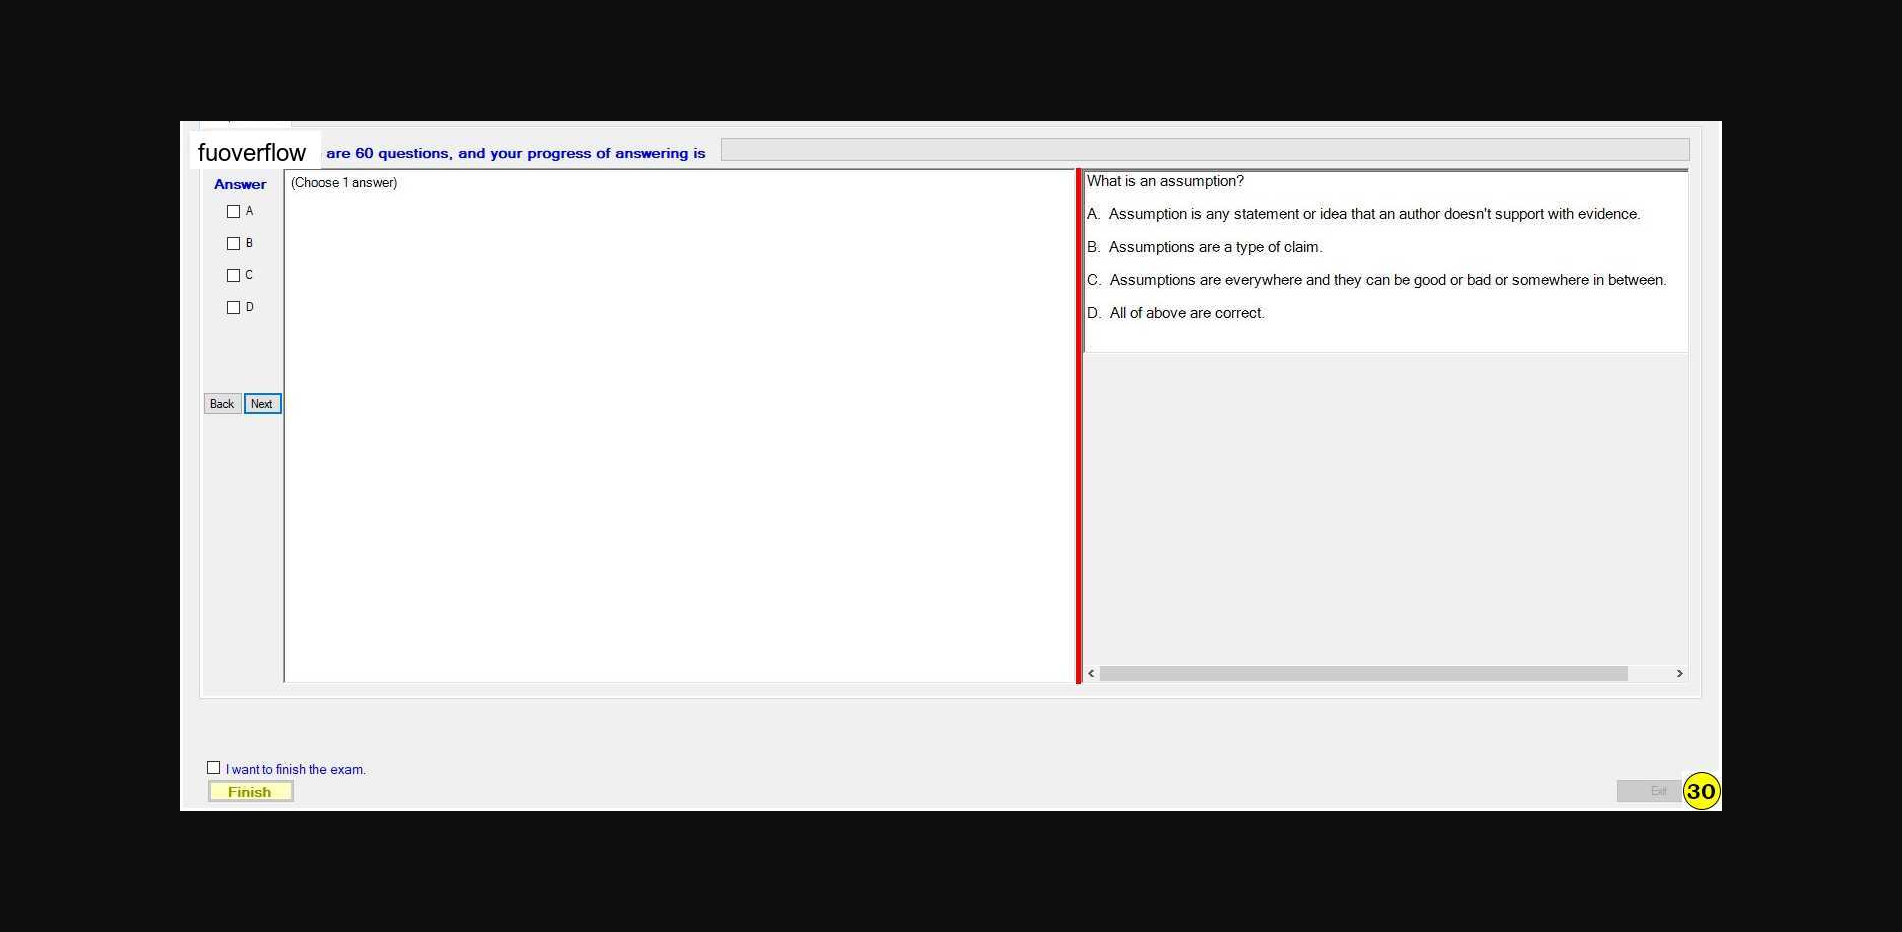 fuoverflow are 60 questions, and your progress of answering is
Answer
A
B
C
D
Back Next
(Choose 1 answer)
What is an assumption?
A. Assumption is any statement or idea that an author doesn't support with evidence.
B. Assumptions are a type of claim.
C. Assumptions are everywhere and they can be good or bad or somewhere in between.
D. All of above are correct.
I want to finish the exam.
Finish
Exit
30